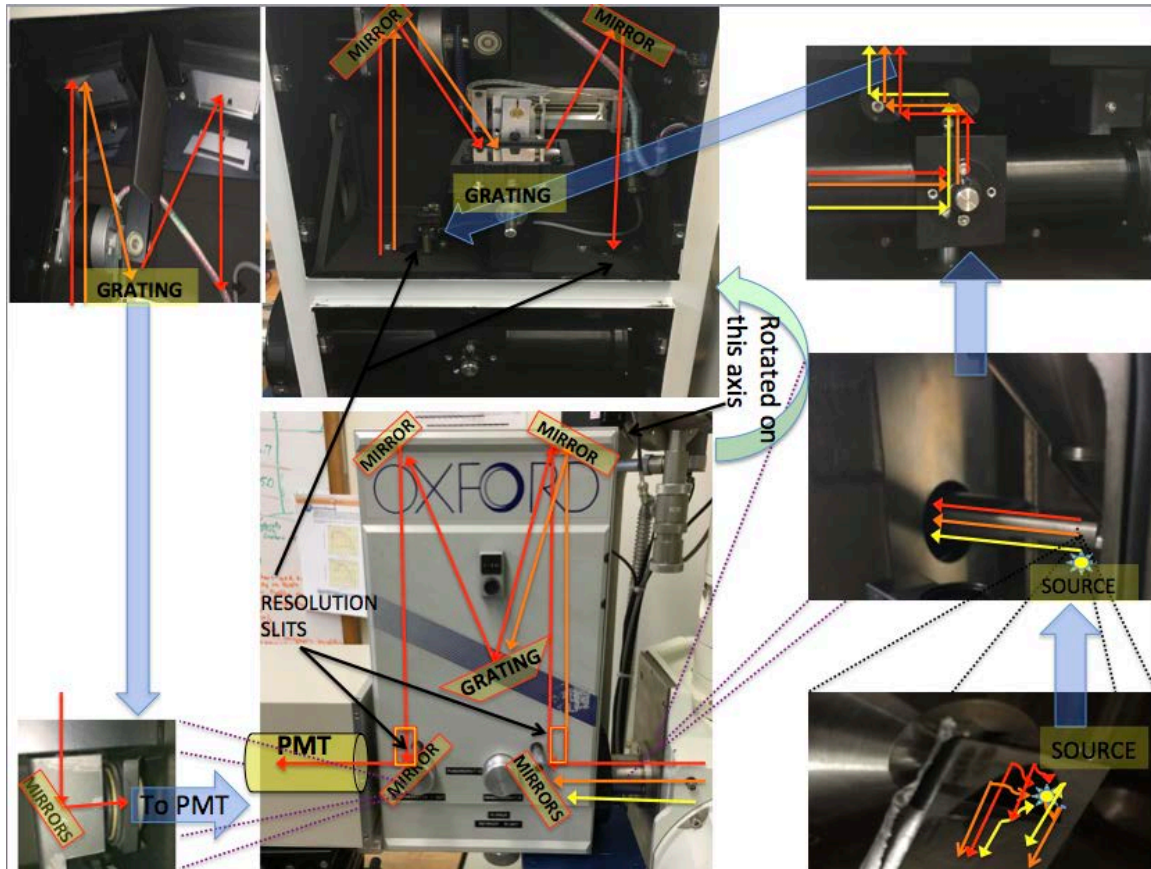 MIRROR
MIRROR
GRATING
GRATING
Rotated on
this axis
MIRROR
MIRROR
OXFORD
SOURCE
RESOLUTION
SLITS
GRATING
SOURCE
PMT
MIRROR
MIRRORS
MIRRORS
To PMT